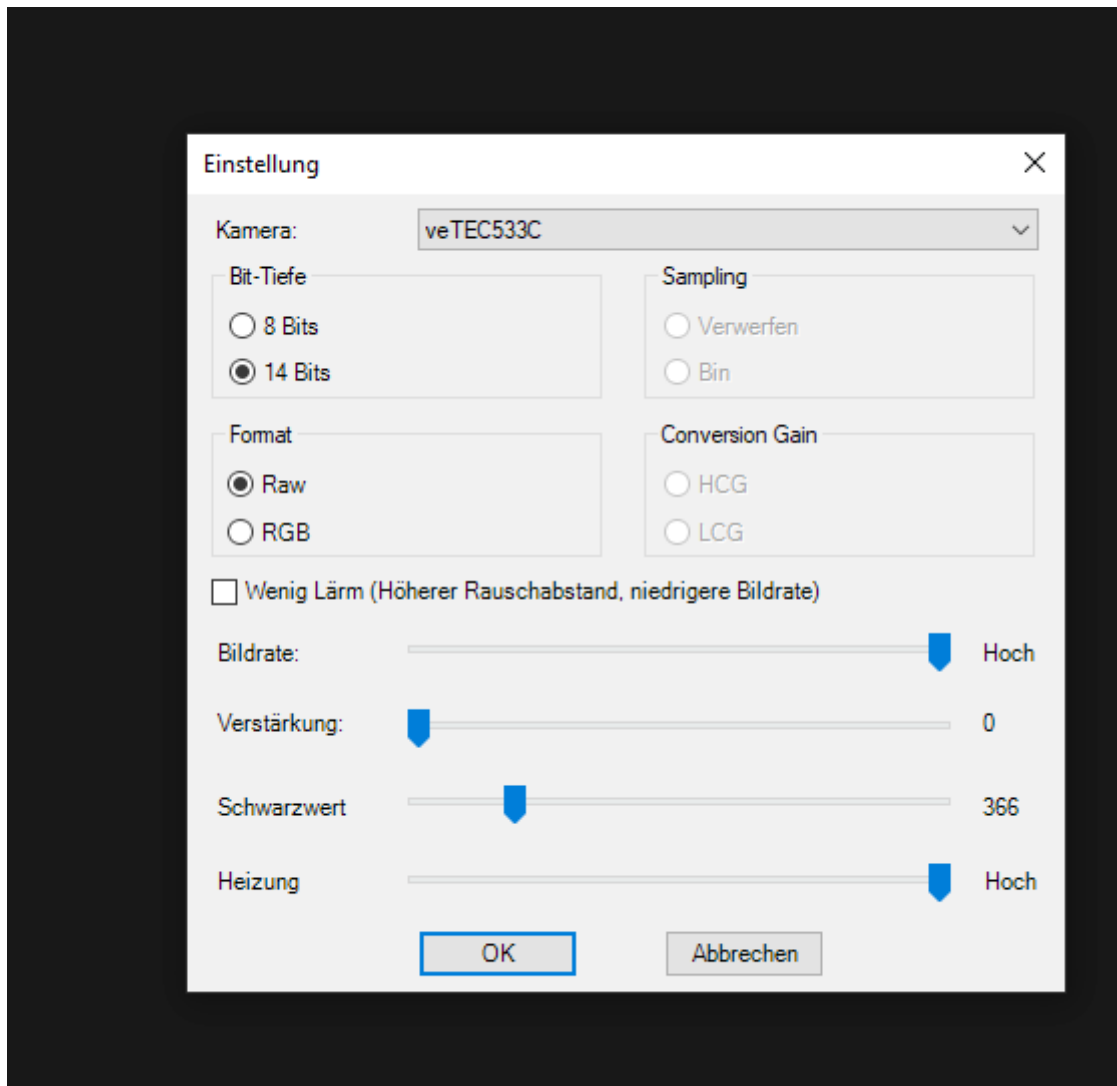 Einstellung
Kamera: veTEC533C
Bit-Tiefe Sampling
8 Bits Verwerfen
14 Bits Bin
Format Conversion Gain
Raw HCG
RGB LCG
Wenig Lärm (Höherer Rauschabstand, niedrigere Bildrate)
Bildrate: Hoch
Verstärkung: 0
Schwarzwert 366
Heizung Hoch
OK Abbrechen